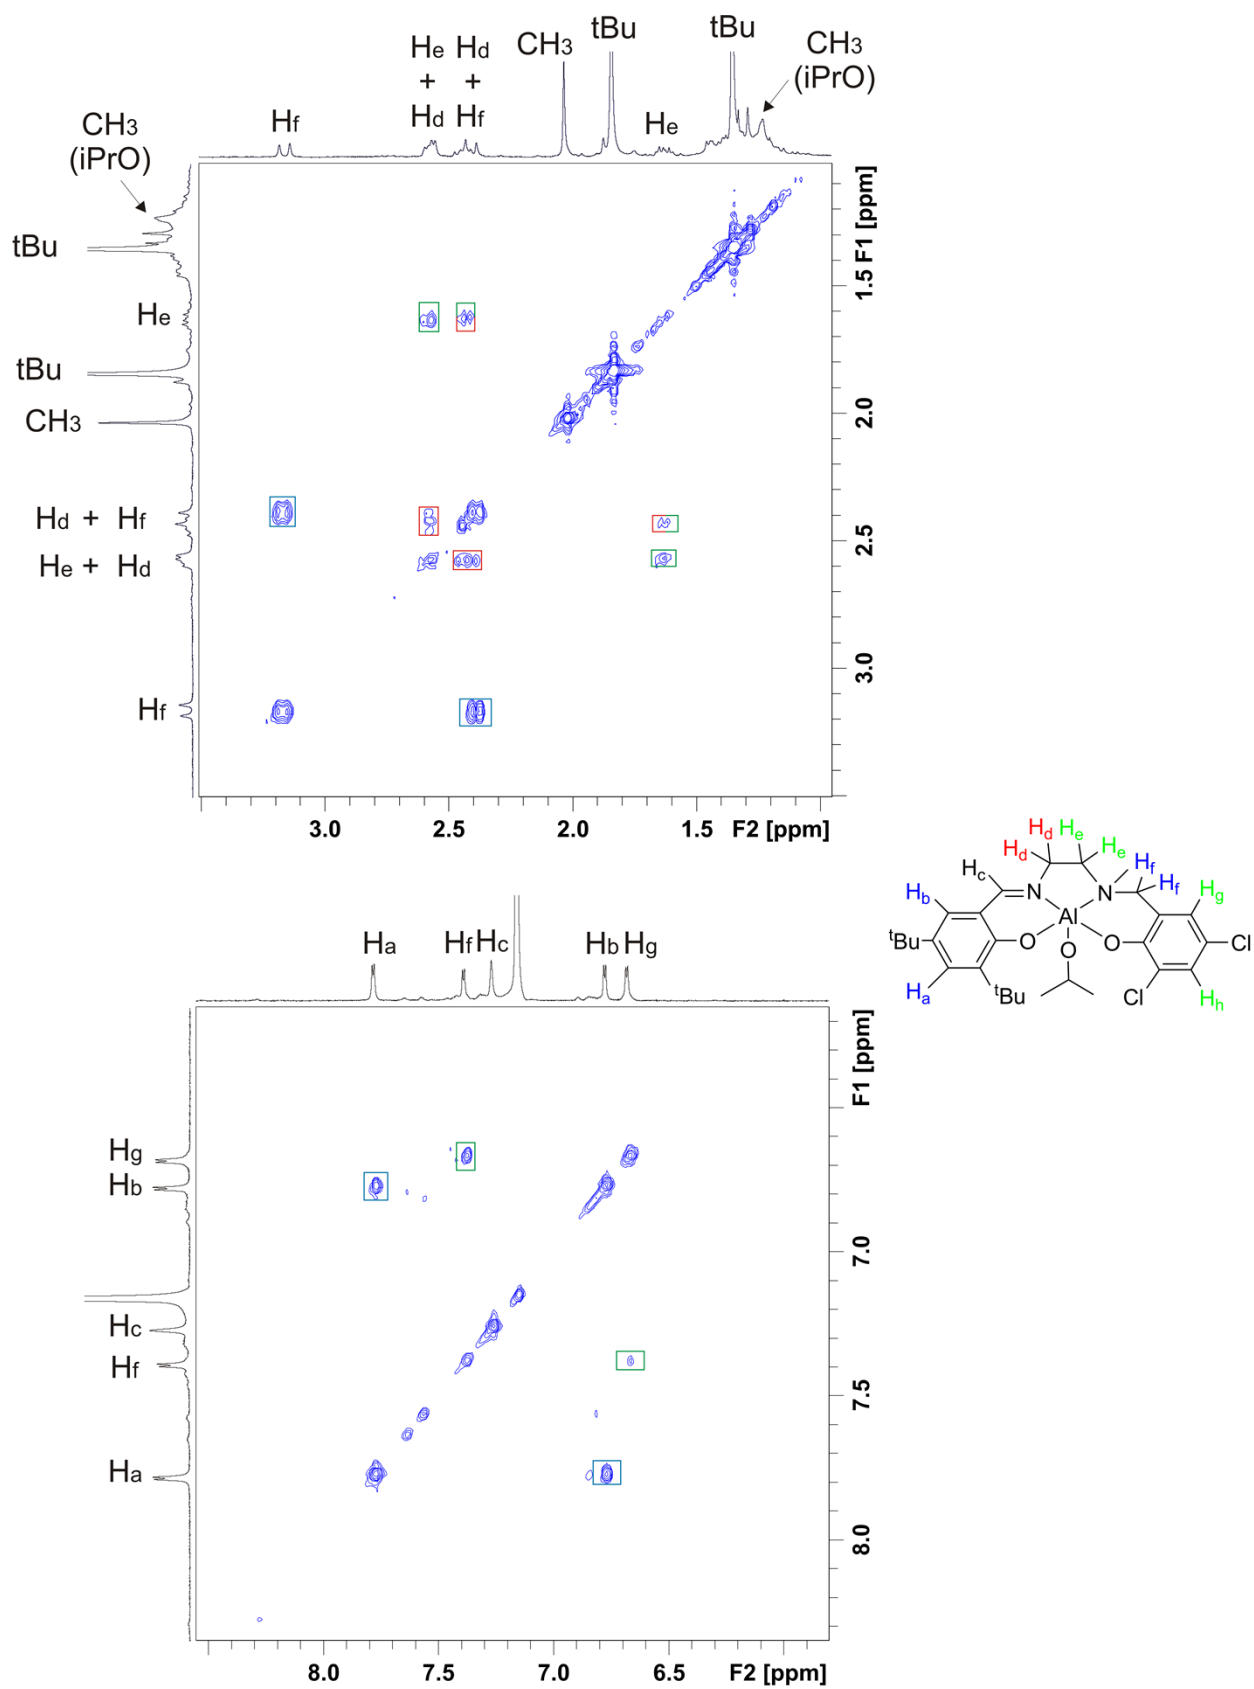 He Hd
+ +
Hd Hf
CH3
tBu
tBu
CH3
(iPrO)
Hf
He
CH3
(iPrO)
tBu
He
tBu
CH3
Hd + Hf
He + Hd
Hf
1.5 F1 [ppm]
2.0
2.5
3.0
3.0 2.5 2.0 1.5 F2 [ppm]
Hd
Hd
He
He
Hc
Hf
Hf
Hb
Hg
N
N
Al
tBu
O
O
O
Cl
Ha
tBu
Cl
Hh
Ha Hf Hc Hb Hg
Hg
Hb
Hc
Hf
Ha
F1 [ppm]
7.0
7.5
8.0
8.0 7.5 7.0 6.5 F2 [ppm]